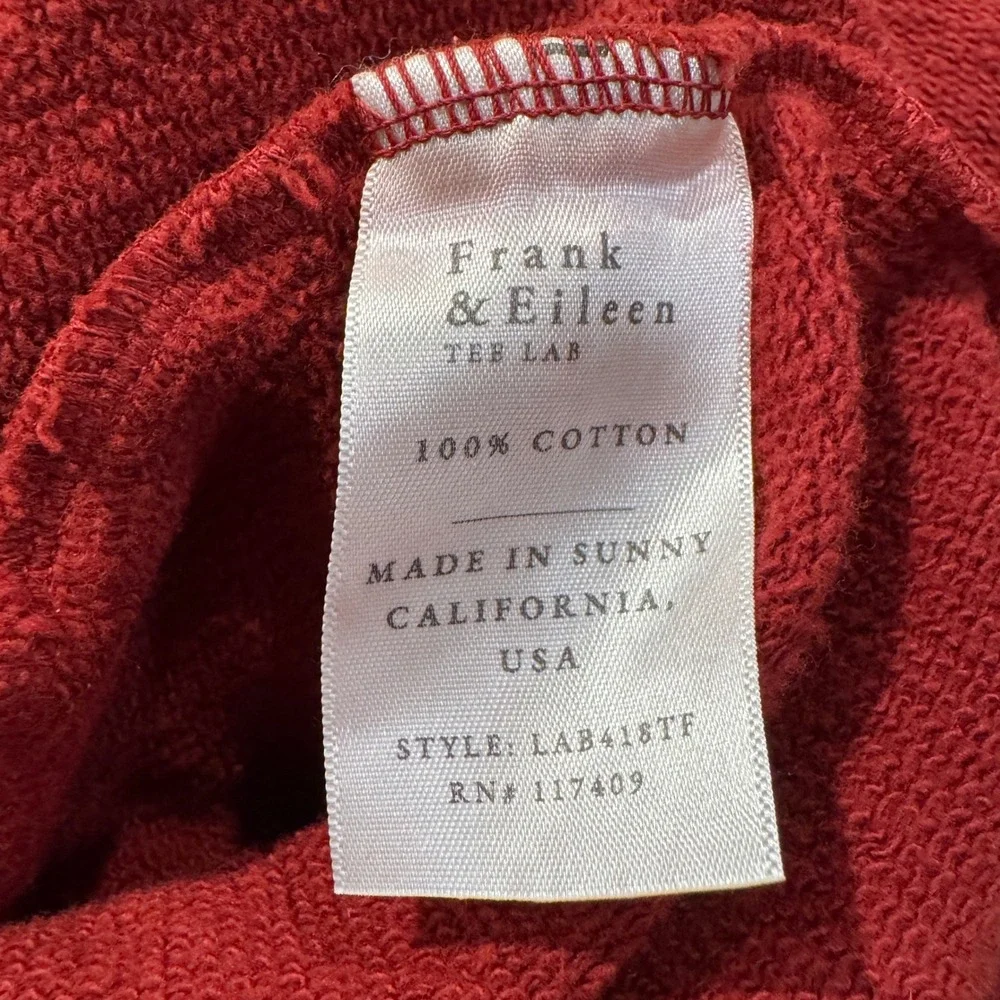 Frank
& Eileen
TEE LAB
100% COTTON
MADE IN SUNNY
CALIFORNIA,
USA
STYLE: LAB418TF
RN# 117409